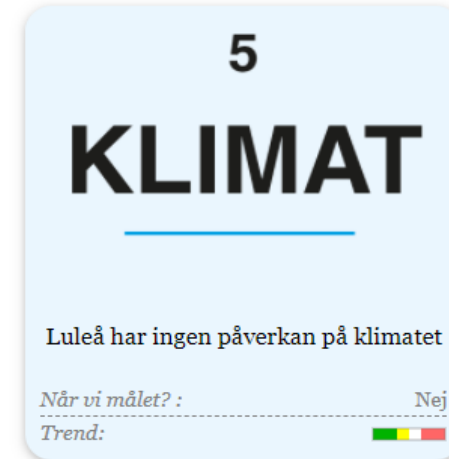 5
KLIMAT
Luleå har ingen påverkan på klimatet
Når vi målet? : Nej
Trend: